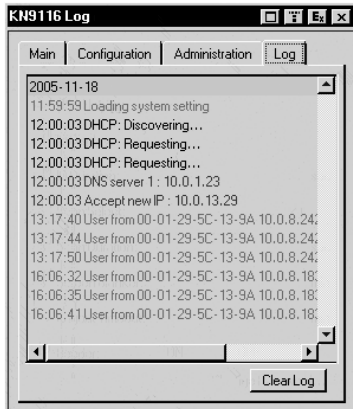 KN9116 Log
Main Configuration Administration Log
2005-11-18
11:59:59 Loading system setting
12:00:03 DHCP: Discovering...
12:00:03 DHCP: Requesting...
12:00:03 DHCP: Requesting...
12:00:03 DNS server 1 : 10.0.1.23
12:00:03 Accept new IP : 10.0.13.29
13:17:40 User from 00-01-29-5C-13-9A 10.0.8.242
13:17:44 User from 00-01-29-5C-13-9A 10.0.8.242
13:17:50 User from 00-01-29-5C-13-9A 10.0.8.242
16:06:32 User from 00-01-29-5C-13-9A 10.0.8.18
16:06:35 User from 00-01-29-5C-13-9A 10.0.8.18
16:06:41 User from 00-01-29-5C-13-9A 10.0.8.18
Clear Log